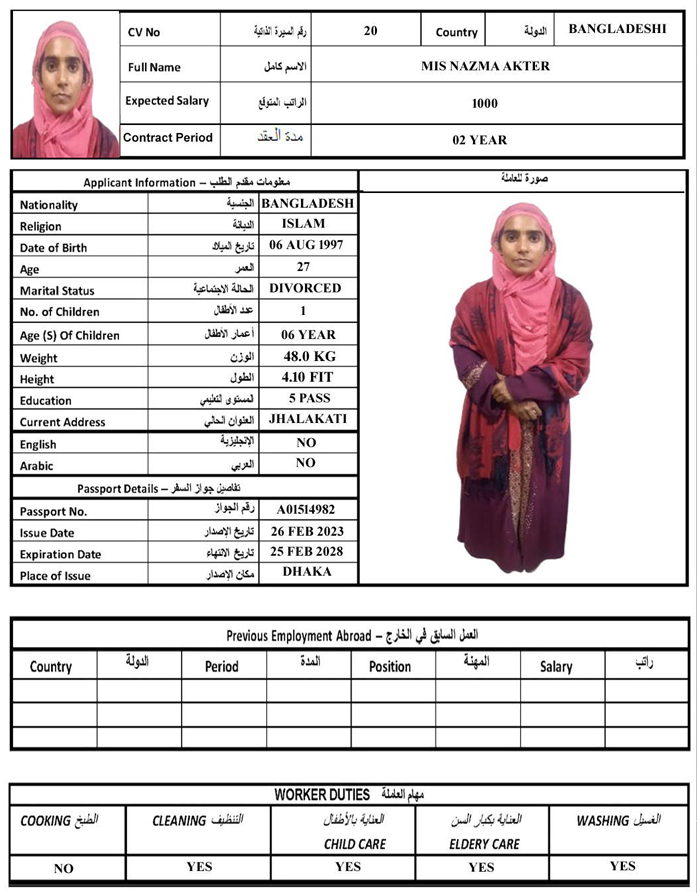 CV No رقم السيرة الذاتية 20 Country الدولة BANGLADESHI
Full Name الاسم كامل MIS NAZMA AKTER
Expected Salary الراتب المتوقع 1000
Contract Period مدة العقد 02 YEAR
Applicant Information – معلومات مقدم الطلب
صورة للعاملة
Nationality الجنسية BANGLADESH
Religion الديانة ISLAM
Date of Birth تاريخ الميلاد 06 AUG 1997
Age العمر 27
Marital Status الحالة الاجتماعية DIVORCED
No. of Children عدد الأطفال 1
Age (S) Of Children أعمار الأطفال 06 YEAR
Weight الوزن 48.0 KG
Height الطول 4.10 FIT
Education المستوى التعليمي 5 PASS
Current Address العنوان الحالي JHALAKATI
English الإنجليزية NO
Arabic العربي NO
Passport Details – تفاصيل جواز السفر
Passport No. رقم الجواز A01514982
Issue Date تاريخ الإصدار 26 FEB 2023
Expiration Date تاريخ الانتهاء 25 FEB 2028
Place of Issue مكان الإصدار DHAKA
Previous Employment Abroad – العمل السابق في الخارج
Country الدولة Period المدة Position المهنة Salary راتب
WORKER DUTIES مهام العاملة
COOKING الطبخ CLEANING التنظيف العناية بالأطفال العناية بكبار السن WASHING الغسيل
CHILD CARE ELDERY CARE
NO YES YES YES YES